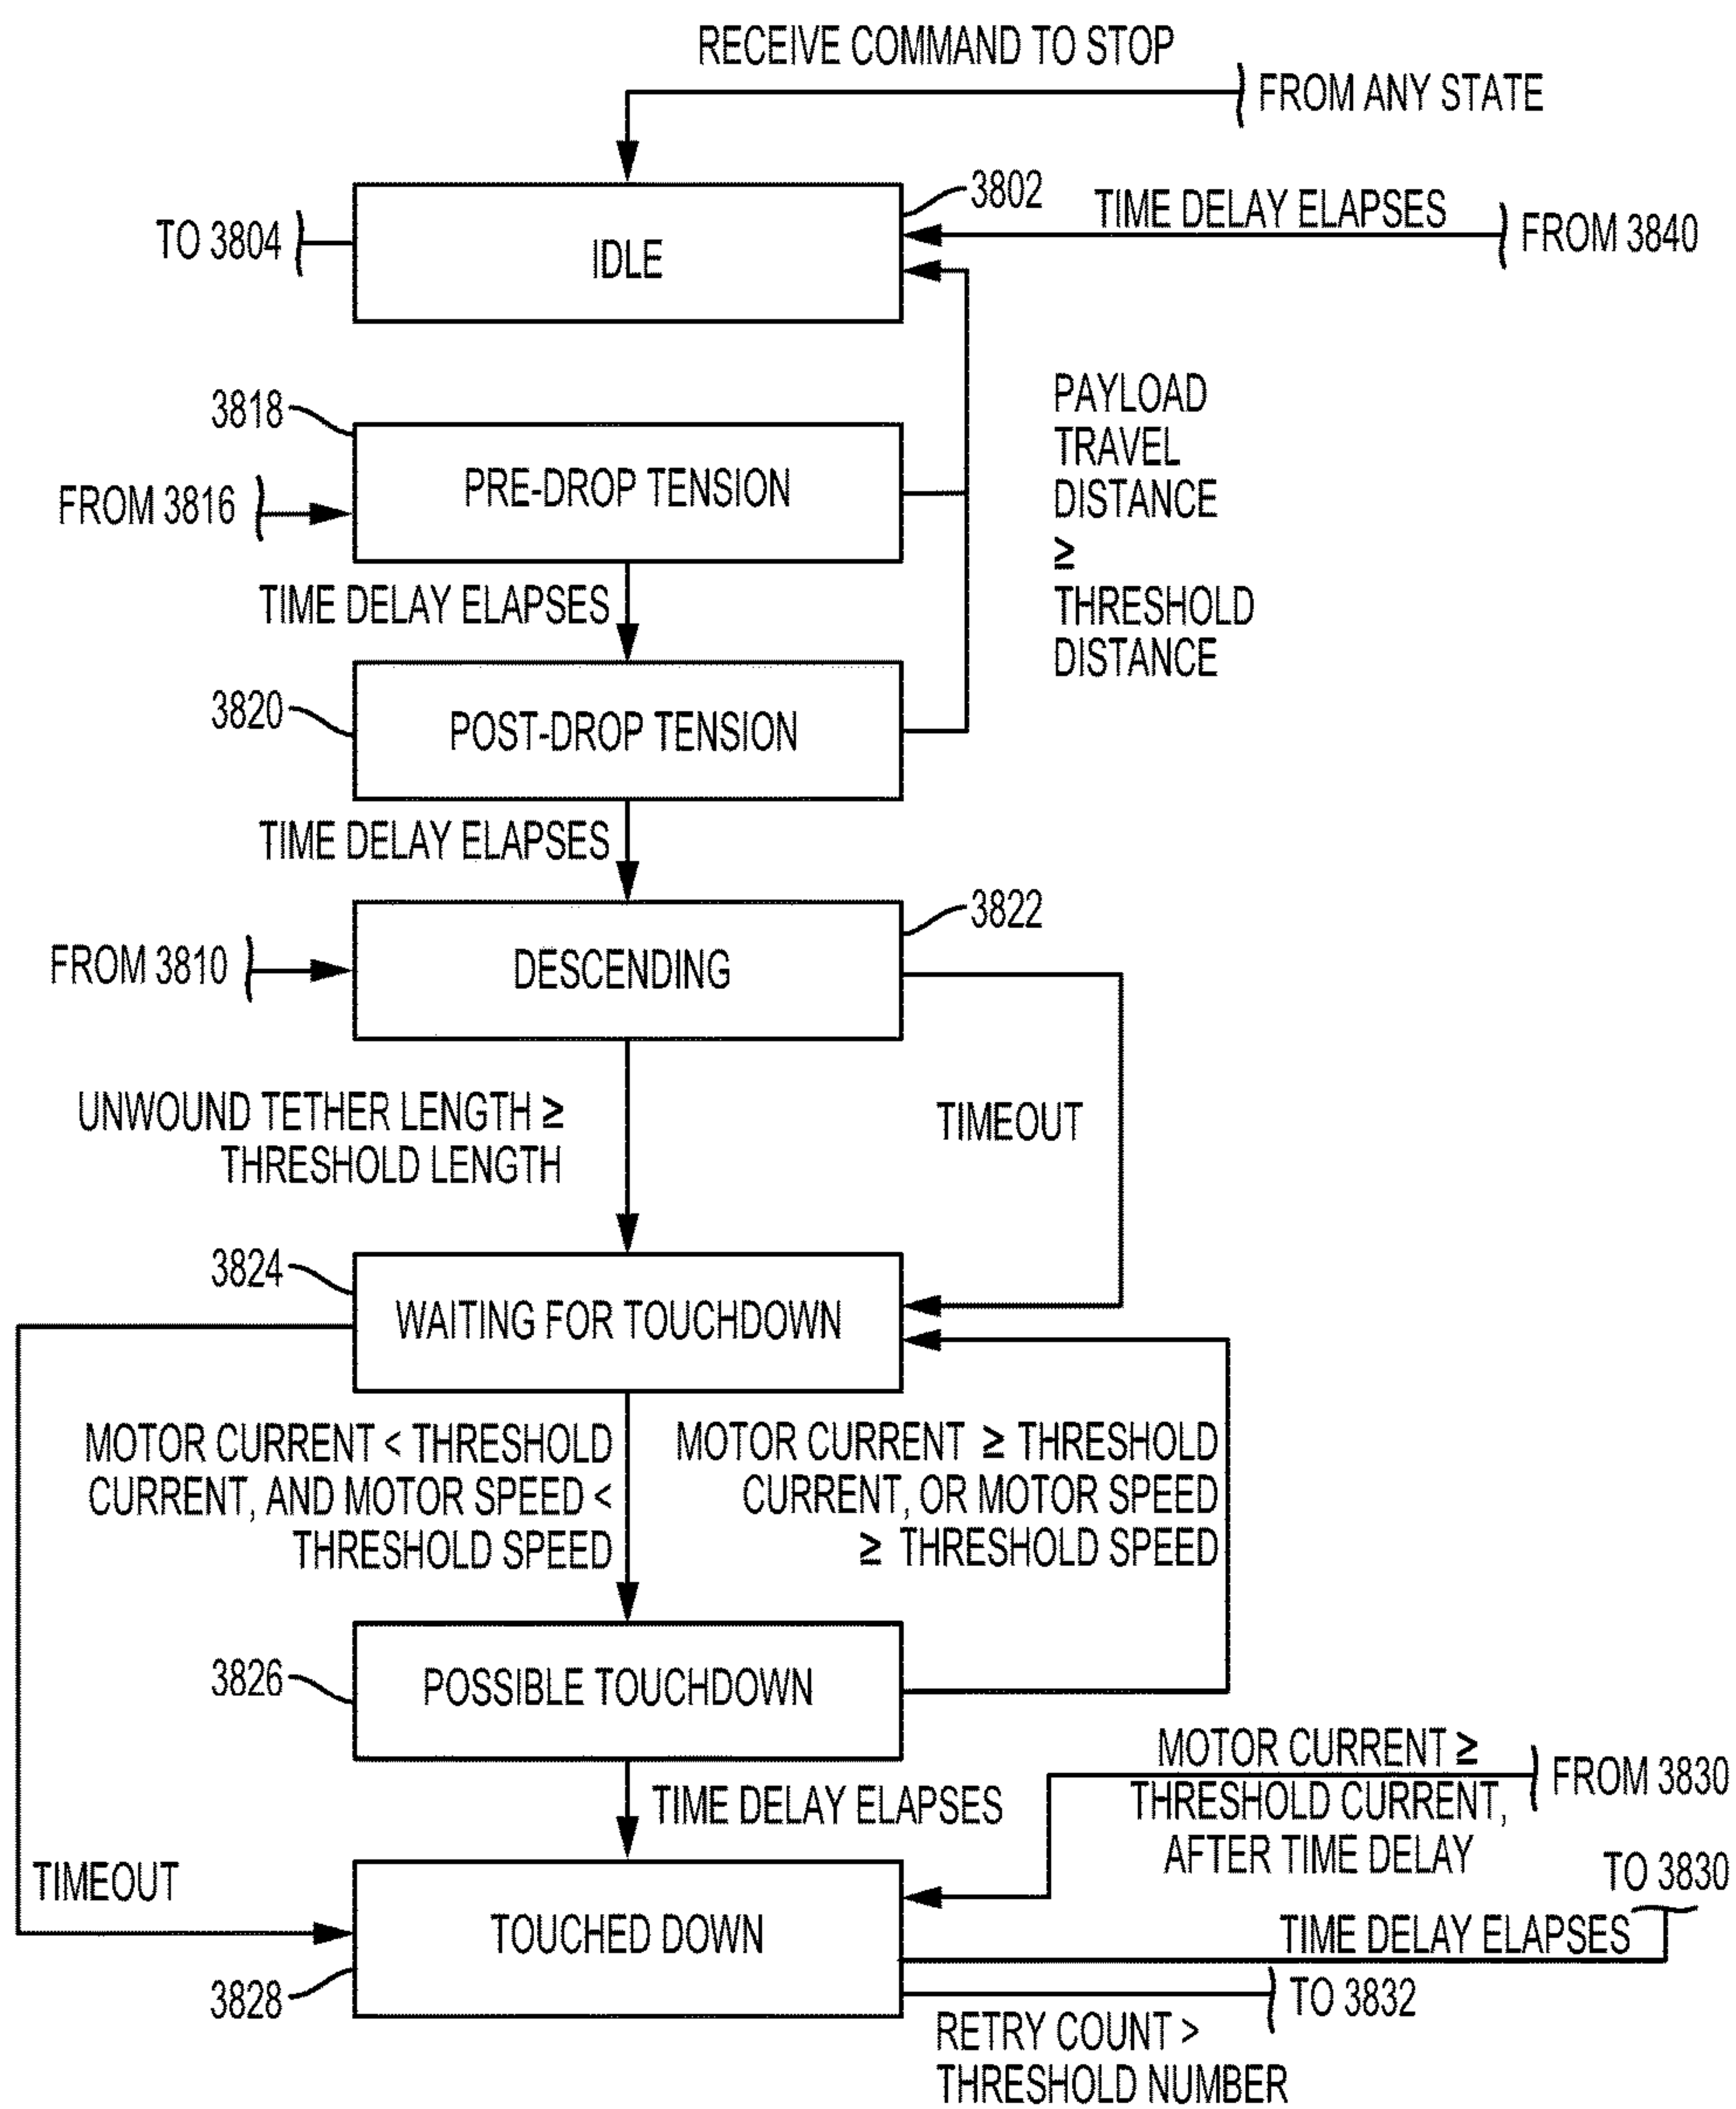 RECEIVE COMMAND TO STOP
FROM ANY STATE
3802
TIME DELAY ELAPSES
FROM 3840
TO 3804
IDLE
3818
PAYLOAD
TRAVEL
DISTANCE
≥
THRESHOLD
DISTANCE
FROM 3816
PRE-DROP TENSION
TIME DELAY ELAPSES
3820
POST-DROP TENSION
TIME DELAY ELAPSES
3822
FROM 3810
DESCENDING
UNWOUND TETHER LENGTH ≥
THRESHOLD LENGTH
TIMEOUT
3824
WAITING FOR TOUCHDOWN
MOTOR CURRENT < THRESHOLD
CURRENT, AND MOTOR SPEED <
THRESHOLD SPEED
MOTOR CURRENT ≥ THRESHOLD
CURRENT, OR MOTOR SPEED
≥ THRESHOLD SPEED
3826
POSSIBLE TOUCHDOWN
TIME DELAY ELAPSES
MOTOR CURRENT ≥
THRESHOLD CURRENT,
AFTER TIME DELAY
FROM 3830
TIMEOUT
TO 3830
TOUCHED DOWN
TIME DELAY ELAPSES
3828
TO 3832
RETRY COUNT >
THRESHOLD NUMBER